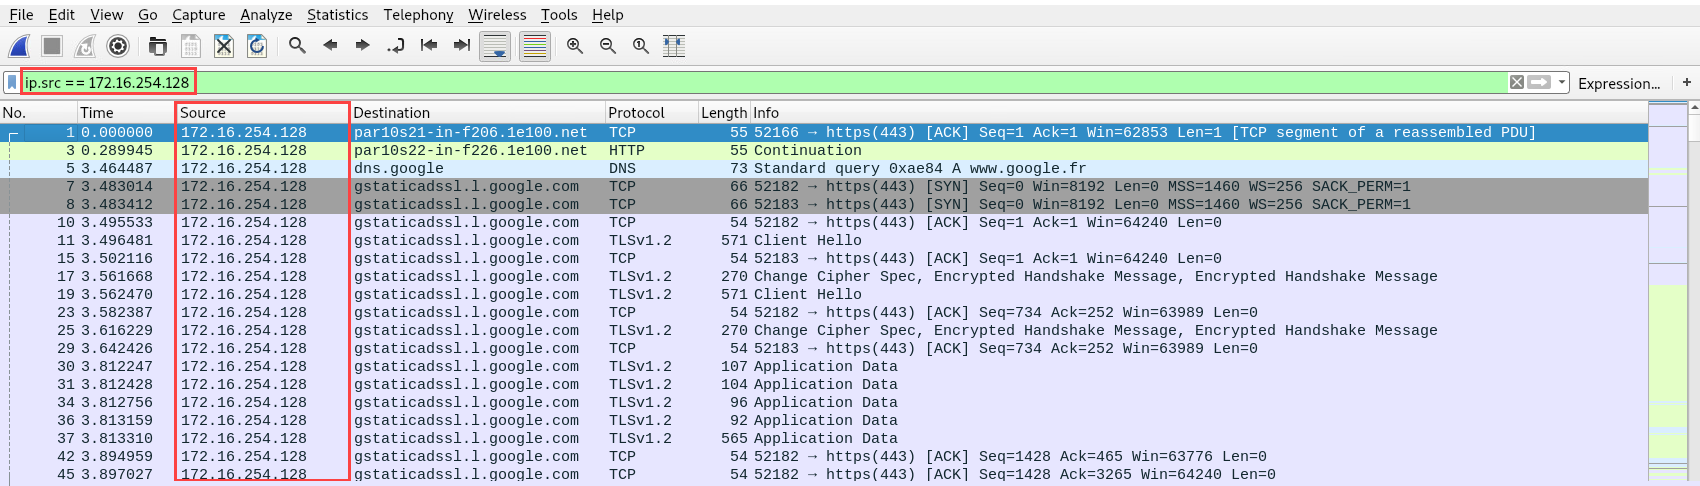 File Edit View Go Capture Analyze Statistics Telephony Wireless Tools Help
ip.src == 172.16.254.128 Expression... +
No. Time Source Destination Protocol Length Info
1 0.000000 172.16.254.128 par10s21-in-f206.1e100.net TCP 55 52166 → https(443) [ACK] Seq=1 Ack=1 Win=62853 Len=1 [TCP segment of a reassembled PDU]
3 0.289945 172.16.254.128 par10s22-in-f226.1e100.net HTTP 55 Continuation
5 3.464487 172.16.254.128 dns.google DNS 73 Standard query 0xae84 A www.google.fr
7 3.483014 172.16.254.128 gstaticadssl.l.google.com TCP 66 52182 → https(443) [SYN] Seq=0 Win=8192 Len=0 MSS=1460 WS=256 SACK_PERM=1
8 3.483412 172.16.254.128 gstaticadssl.l.google.com TCP 66 52183 → https(443) [SYN] Seq=0 Win=8192 Len=0 MSS=1460 WS=256 SACK_PERM=1
10 3.495533 172.16.254.128 gstaticadssl.l.google.com TCP 54 52182 → https(443) [ACK] Seq=1 Ack=1 Win=64240 Len=0
11 3.496481 172.16.254.128 gstaticadssl.l.google.com TLSv1.2 571 Client Hello
15 3.502116 172.16.254.128 gstaticadssl.l.google.com TCP 54 52183 → https(443) [ACK] Seq=1 Ack=1 Win=64240 Len=0
17 3.561668 172.16.254.128 gstaticadssl.l.google.com TLSv1.2 270 Change Cipher Spec, Encrypted Handshake Message, Encrypted Handshake Message
19 3.562470 172.16.254.128 gstaticadssl.l.google.com TLSv1.2 571 Client Hello
23 3.582387 172.16.254.128 gstaticadssl.l.google.com TCP 54 52182 → https(443) [ACK] Seq=734 Ack=252 Win=63989 Len=0
25 3.616229 172.16.254.128 gstaticadssl.l.google.com TLSv1.2 270 Change Cipher Spec, Encrypted Handshake Message, Encrypted Handshake Message
29 3.642426 172.16.254.128 gstaticadssl.l.google.com TCP 54 52183 → https(443) [ACK] Seq=734 Ack=252 Win=63989 Len=0
30 3.812247 172.16.254.128 gstaticadssl.l.google.com TLSv1.2 107 Application Data
31 3.812428 172.16.254.128 gstaticadssl.l.google.com TLSv1.2 104 Application Data
34 3.812756 172.16.254.128 gstaticadssl.l.google.com TLSv1.2 96 Application Data
36 3.813159 172.16.254.128 gstaticadssl.l.google.com TLSv1.2 92 Application Data
37 3.813310 172.16.254.128 gstaticadssl.l.google.com TLSv1.2 565 Application Data
42 3.894959 172.16.254.128 gstaticadssl.l.google.com TCP 54 52182 → https(443) [ACK] Seq=1428 Ack=465 Win=63776 Len=0
45 3.897027 172.16.254.128 gstaticadssl.l.google.com TCP 54 52182 → https(443) [ACK] Seq=1428 Ack=3265 Win=64240 Len=0